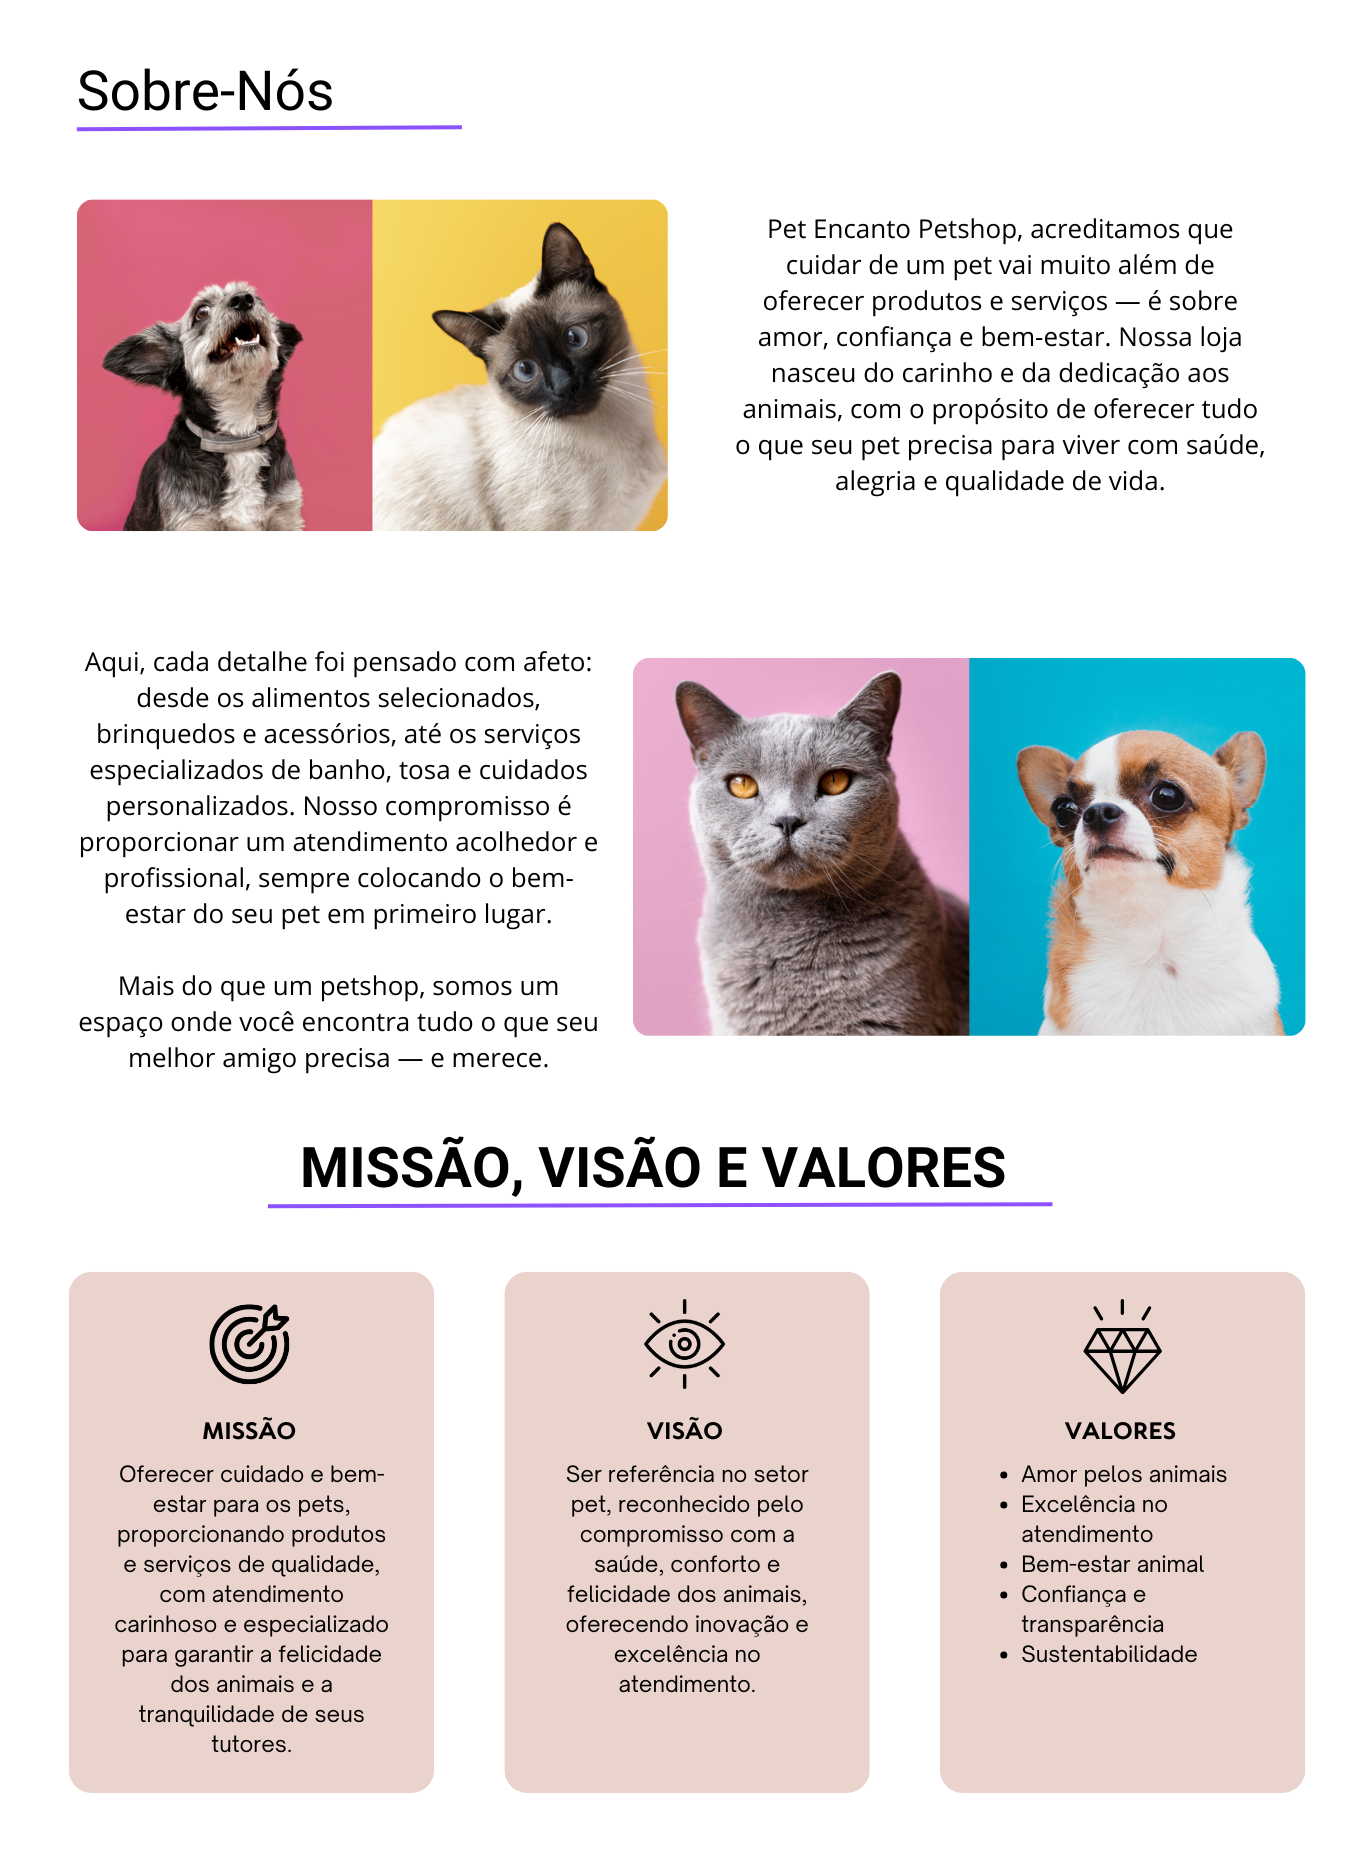 Sobre-Nós
Pet Encanto Petshop, acreditamos que
cuidar de um pet vai muito além de
oferecer produtos e serviços — é sobre
amor, confiança e bem-estar. Nossa loja
nasceu do carinho e da dedicação aos
animais, com o propósito de oferecer tudo
o que seu pet precisa para viver com saúde,
alegria e qualidade de vida.
Aqui, cada detalhe foi pensado com afeto:
desde os alimentos selecionados,
brinquedos e acessórios, até os serviços
especializados de banho, tosa e cuidados
personalizados. Nosso compromisso é
proporcionar um atendimento acolhedor e
profissional, sempre colocando o bem-
estar do seu pet em primeiro lugar.
Mais do que um petshop, somos um
espaço onde você encontra tudo o que seu
melhor amigo precisa — e merece.
MISSÃO, VISÃO E VALORES
MISSÃO
Oferecer cuidado e bem-
estar para os pets,
proporcionando produtos
e serviços de qualidade,
com atendimento
carinhoso e especializado
para garantir a felicidade
dos animais e a
tranquilidade de seus
tutores.
VISÃO
Ser referência no setor
pet, reconhecido pelo
compromisso com a
saúde, conforto e
felicidade dos animais,
oferecendo inovação e
excelência no
atendimento.
VALORES
• Amor pelos animais
• Excelência no
atendimento
• Bem-estar animal
• Confiança e
transparência
• Sustentabilidade